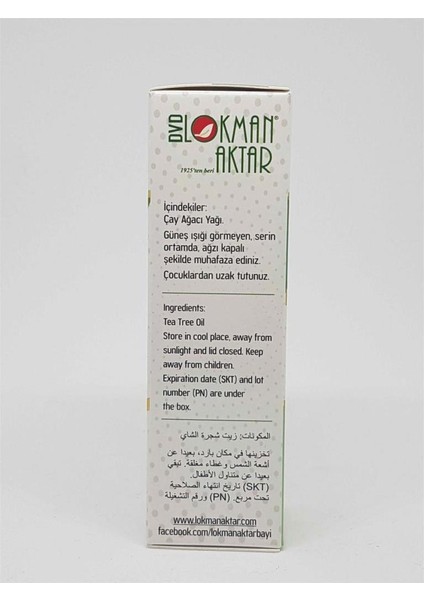 DVD LOKMAN®
AKTAR
1925'ten beri
İçindekiler:
Çay Ağacı Yağı.
Güneş ışığı görmeyen, serin
ortamda, ağzı kapalı
şekilde muhafaza ediniz.
Çocuklardan uzak tutunuz.
Ingredients:
Tea Tree Oil
Store in cool place, away from
sunlight and lid closed. Keep
away from children.
Expiration date (SKT) and lot
number (PN) are under
the box.
المكونات: زيت شجرة الشاي
تخزينها في مكان بارد، بعيدا عن
أشعة الشمس وغطاء مغلقة. تبقي
بعيدا عن متناول الأطفال.
(SKT) تاريخ انتهاء الصلاحية
تحت مربع. (PN) ورقم التشغيلة
www.lokmanaktar.com
facebook.com/lokmanaktarbayi